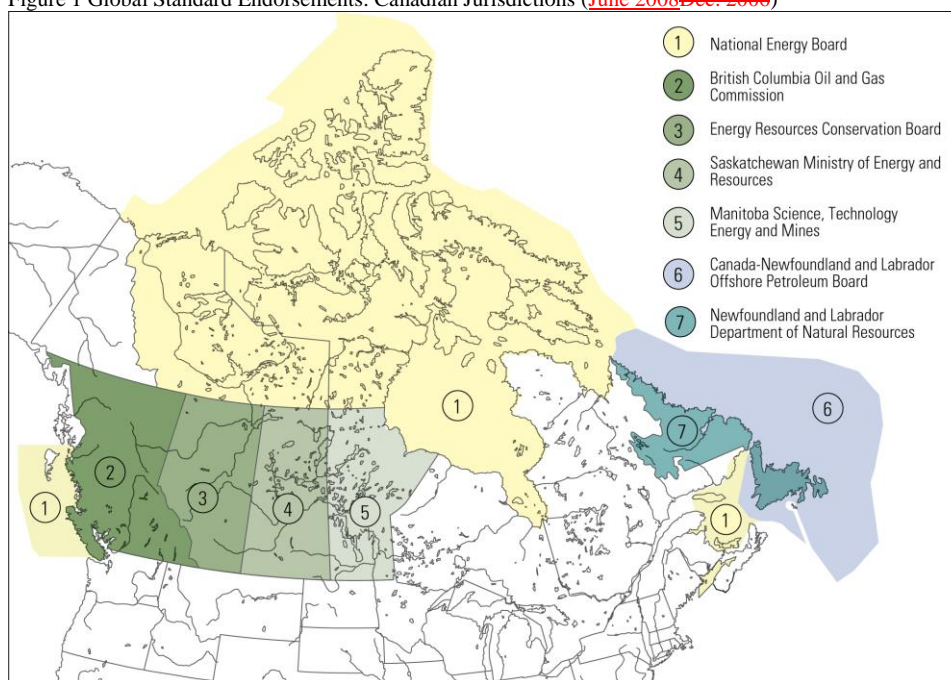 Figure 1 Global Standard Endorsements: Canadian Jurisdictions (June 2008Dec. 2006)
1 National Energy Board
2 British Columbia Oil and Gas
Commission
3 Energy Resources Conservation Board
4 Saskatchewan Ministry of Energy and
Resources
5 Manitoba Science, Technology
Energy and Mines
6 Canada-Newfoundland and Labrador
Offshore Petroleum Board
7 Newfoundland and Labrador
Department of Natural Resources
1
6
7
2
3
4
5
1
1